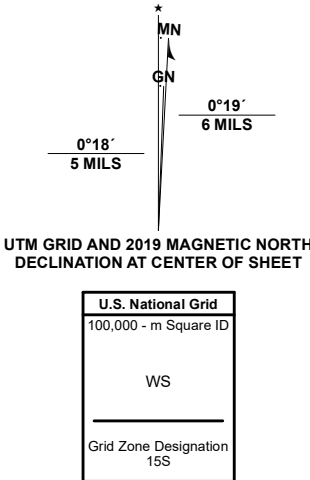 ★
MN
GN
0°19´
6 MILS
0°18´
5 MILS
UTM GRID AND 2019 MAGNETIC NORTH
DECLINATION AT CENTER OF SHEET
U.S. National Grid
100,000 - m Square ID
WS
Grid Zone Designation
15S